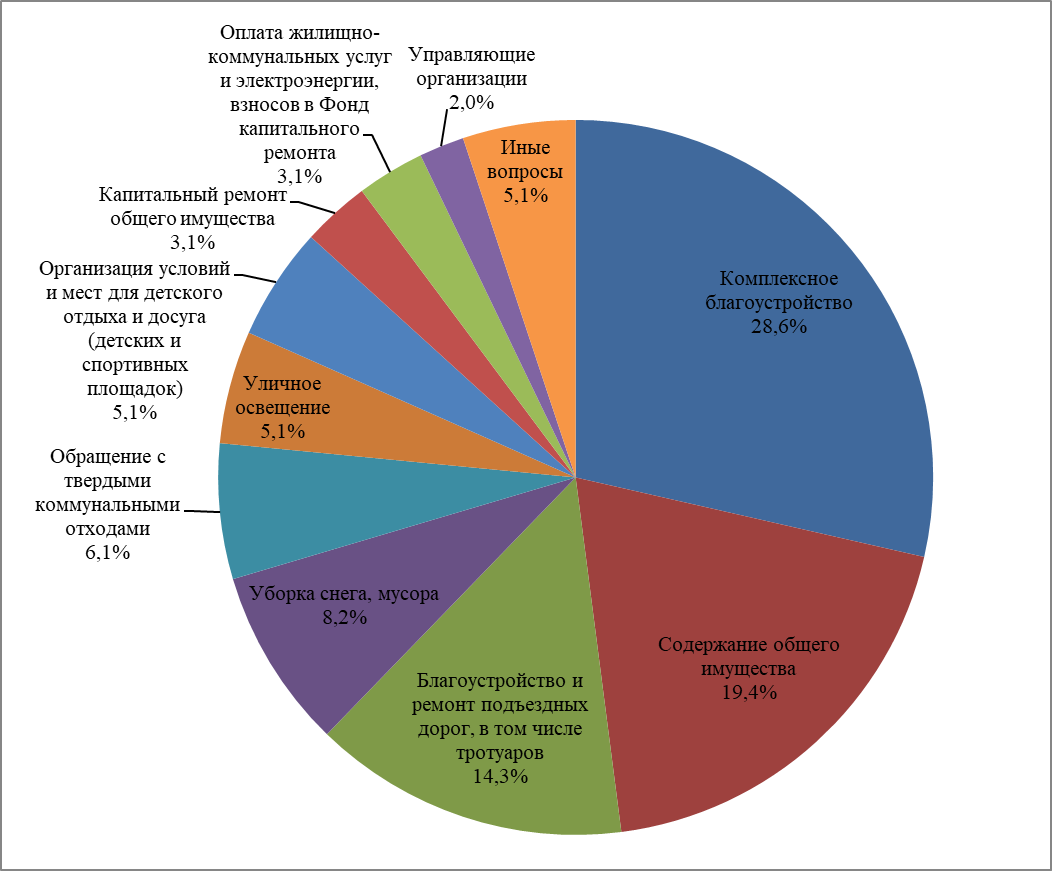 Оплата жилищно-
коммунальных услуг
и электроэнергии,
взносов в Фонд
капитального
ремонта
3,1%
Управляющие
организации
2,0%
Иные
вопросы
5,1%
Комплексное
благоустройство
28,6%
Капитальный ремонт
общего имущества
3,1%
Организация условий
и мест для детского
отдыха и досуга
(детских и
спортивных
площадок)
5,1%
Уличное
освещение
5,1%
Обращение с
твердыми
коммунальными
отходами
6,1%
Уборка снега, мусора
8,2%
Благоустройство и
ремонт подъездных
дорог, в том числе
тротуаров
14,3%
Содержание общего
имущества
19,4%